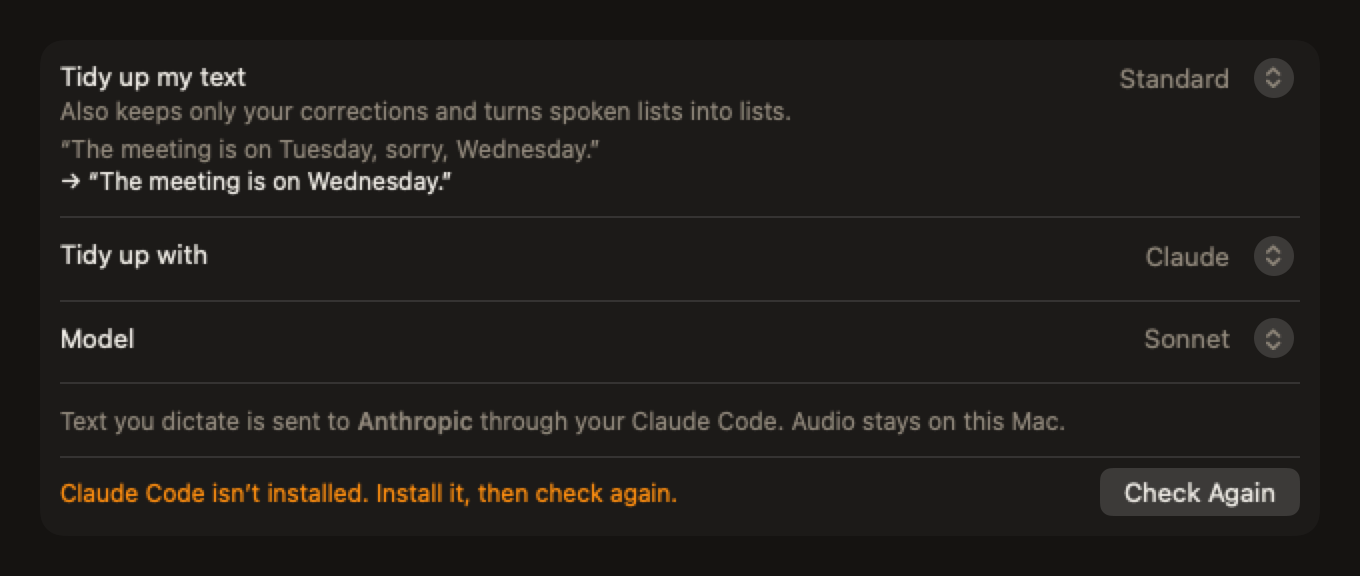 Tidy up my text
Standard
Also keeps only your corrections and turns spoken lists into lists.
“The meeting is on Tuesday, sorry, Wednesday.”
→ “The meeting is on Wednesday.”
Tidy up with
Claude
Model
Sonnet
Text you dictate is sent to Anthropic through your Claude Code. Audio stays on this Mac.
Claude Code isn’t installed. Install it, then check again.
Check Again